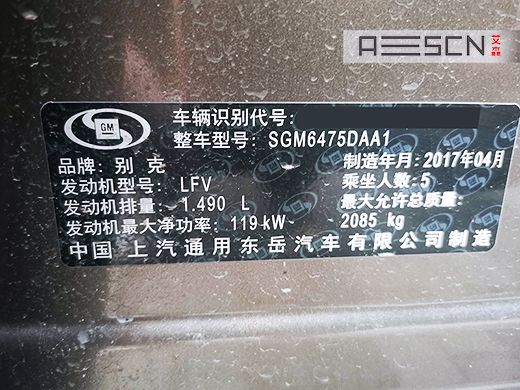 AESCN 艾森
GM
车辆识别代号:
整车型号: SGM6475DAA1
品牌: 别 克 制造年月: 2017年04月
发动机型号: LFV 乘坐人数: 5
发动机排量: 1.490 L 最大允许总质量:
发动机最大净功率: 119 kW 2085 kg
中国 上汽通用东岳汽车有限公司制造